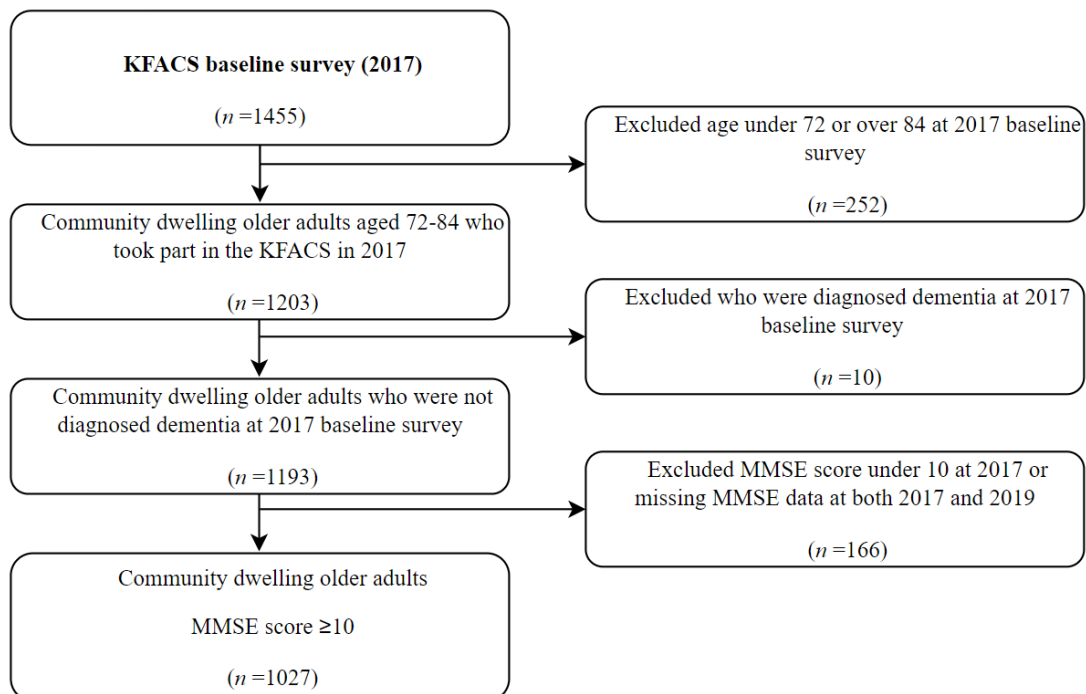 KFACS baseline survey (2017)
(n =1455)
Excluded age under 72 or over 84 at 2017 baseline
survey
(n =252)
Community dwelling older adults aged 72-84 who
took part in the KFACS in 2017
(n =1203)
Excluded who were diagnosed dementia at 2017
baseline survey
(n =10)
Community dwelling older adults who were not
diagnosed dementia at 2017 baseline survey
(n =1193)
Excluded MMSE score under 10 at 2017 or
missing MMSE data at both 2017 and 2019
(n =166)
Community dwelling older adults
MMSE score ≥10
(n =1027)